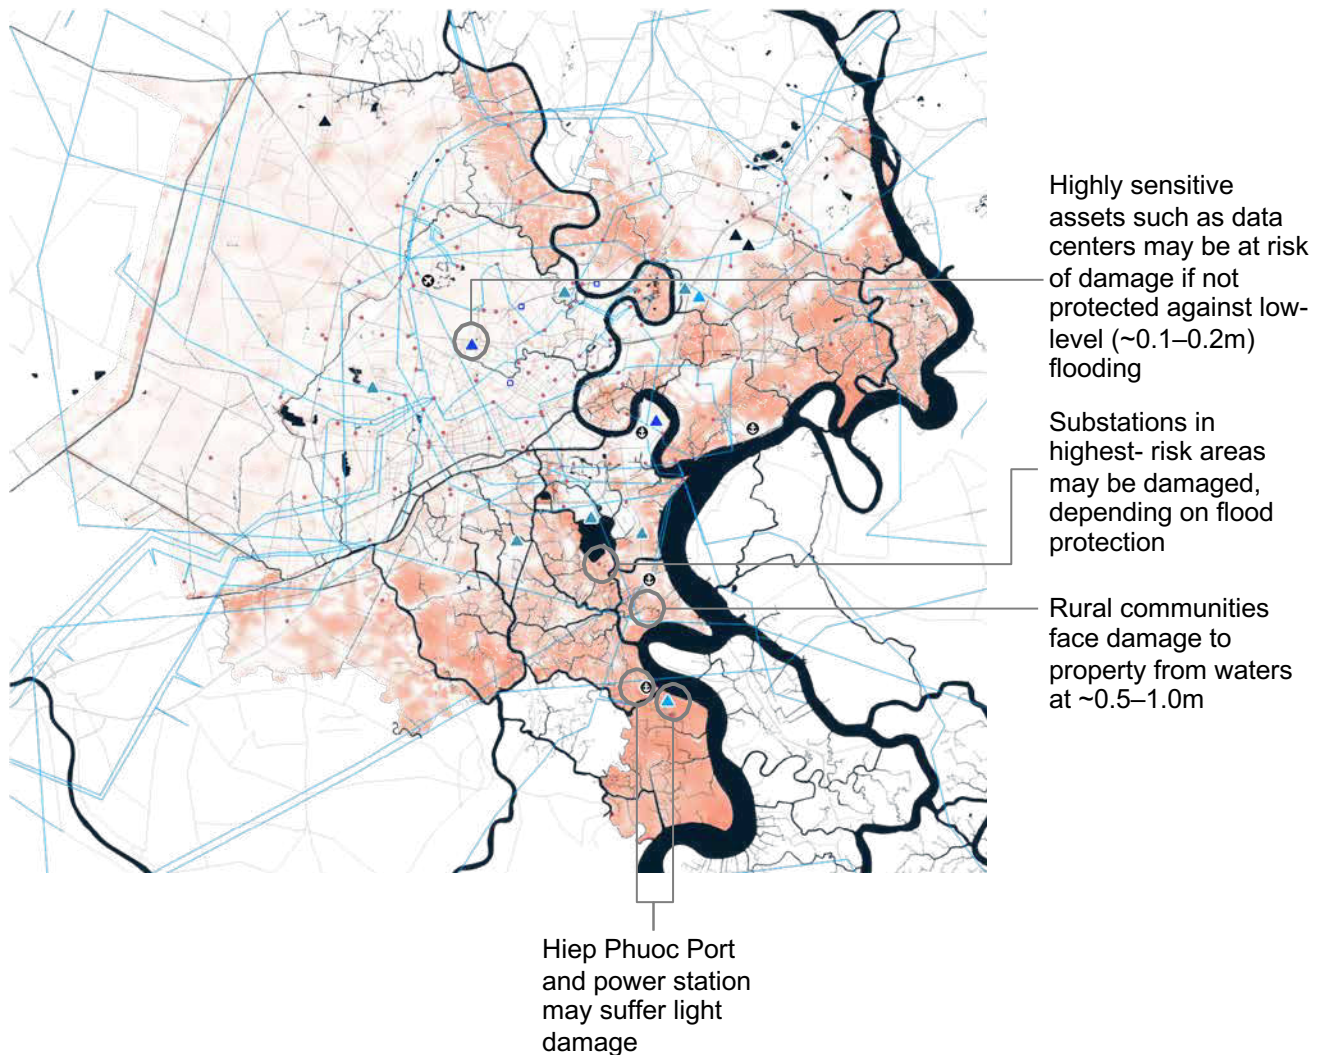 Highly sensitive
assets such as data
centers may be at risk
of damage if not
protected against low-
level (~0.1–0.2m)
flooding
Substations in
highest- risk areas
may be damaged,
depending on flood
protection
Rural communities
face damage to
property from waters
at ~0.5–1.0m
Hiep Phuoc Port
and power station
may suffer light
damage